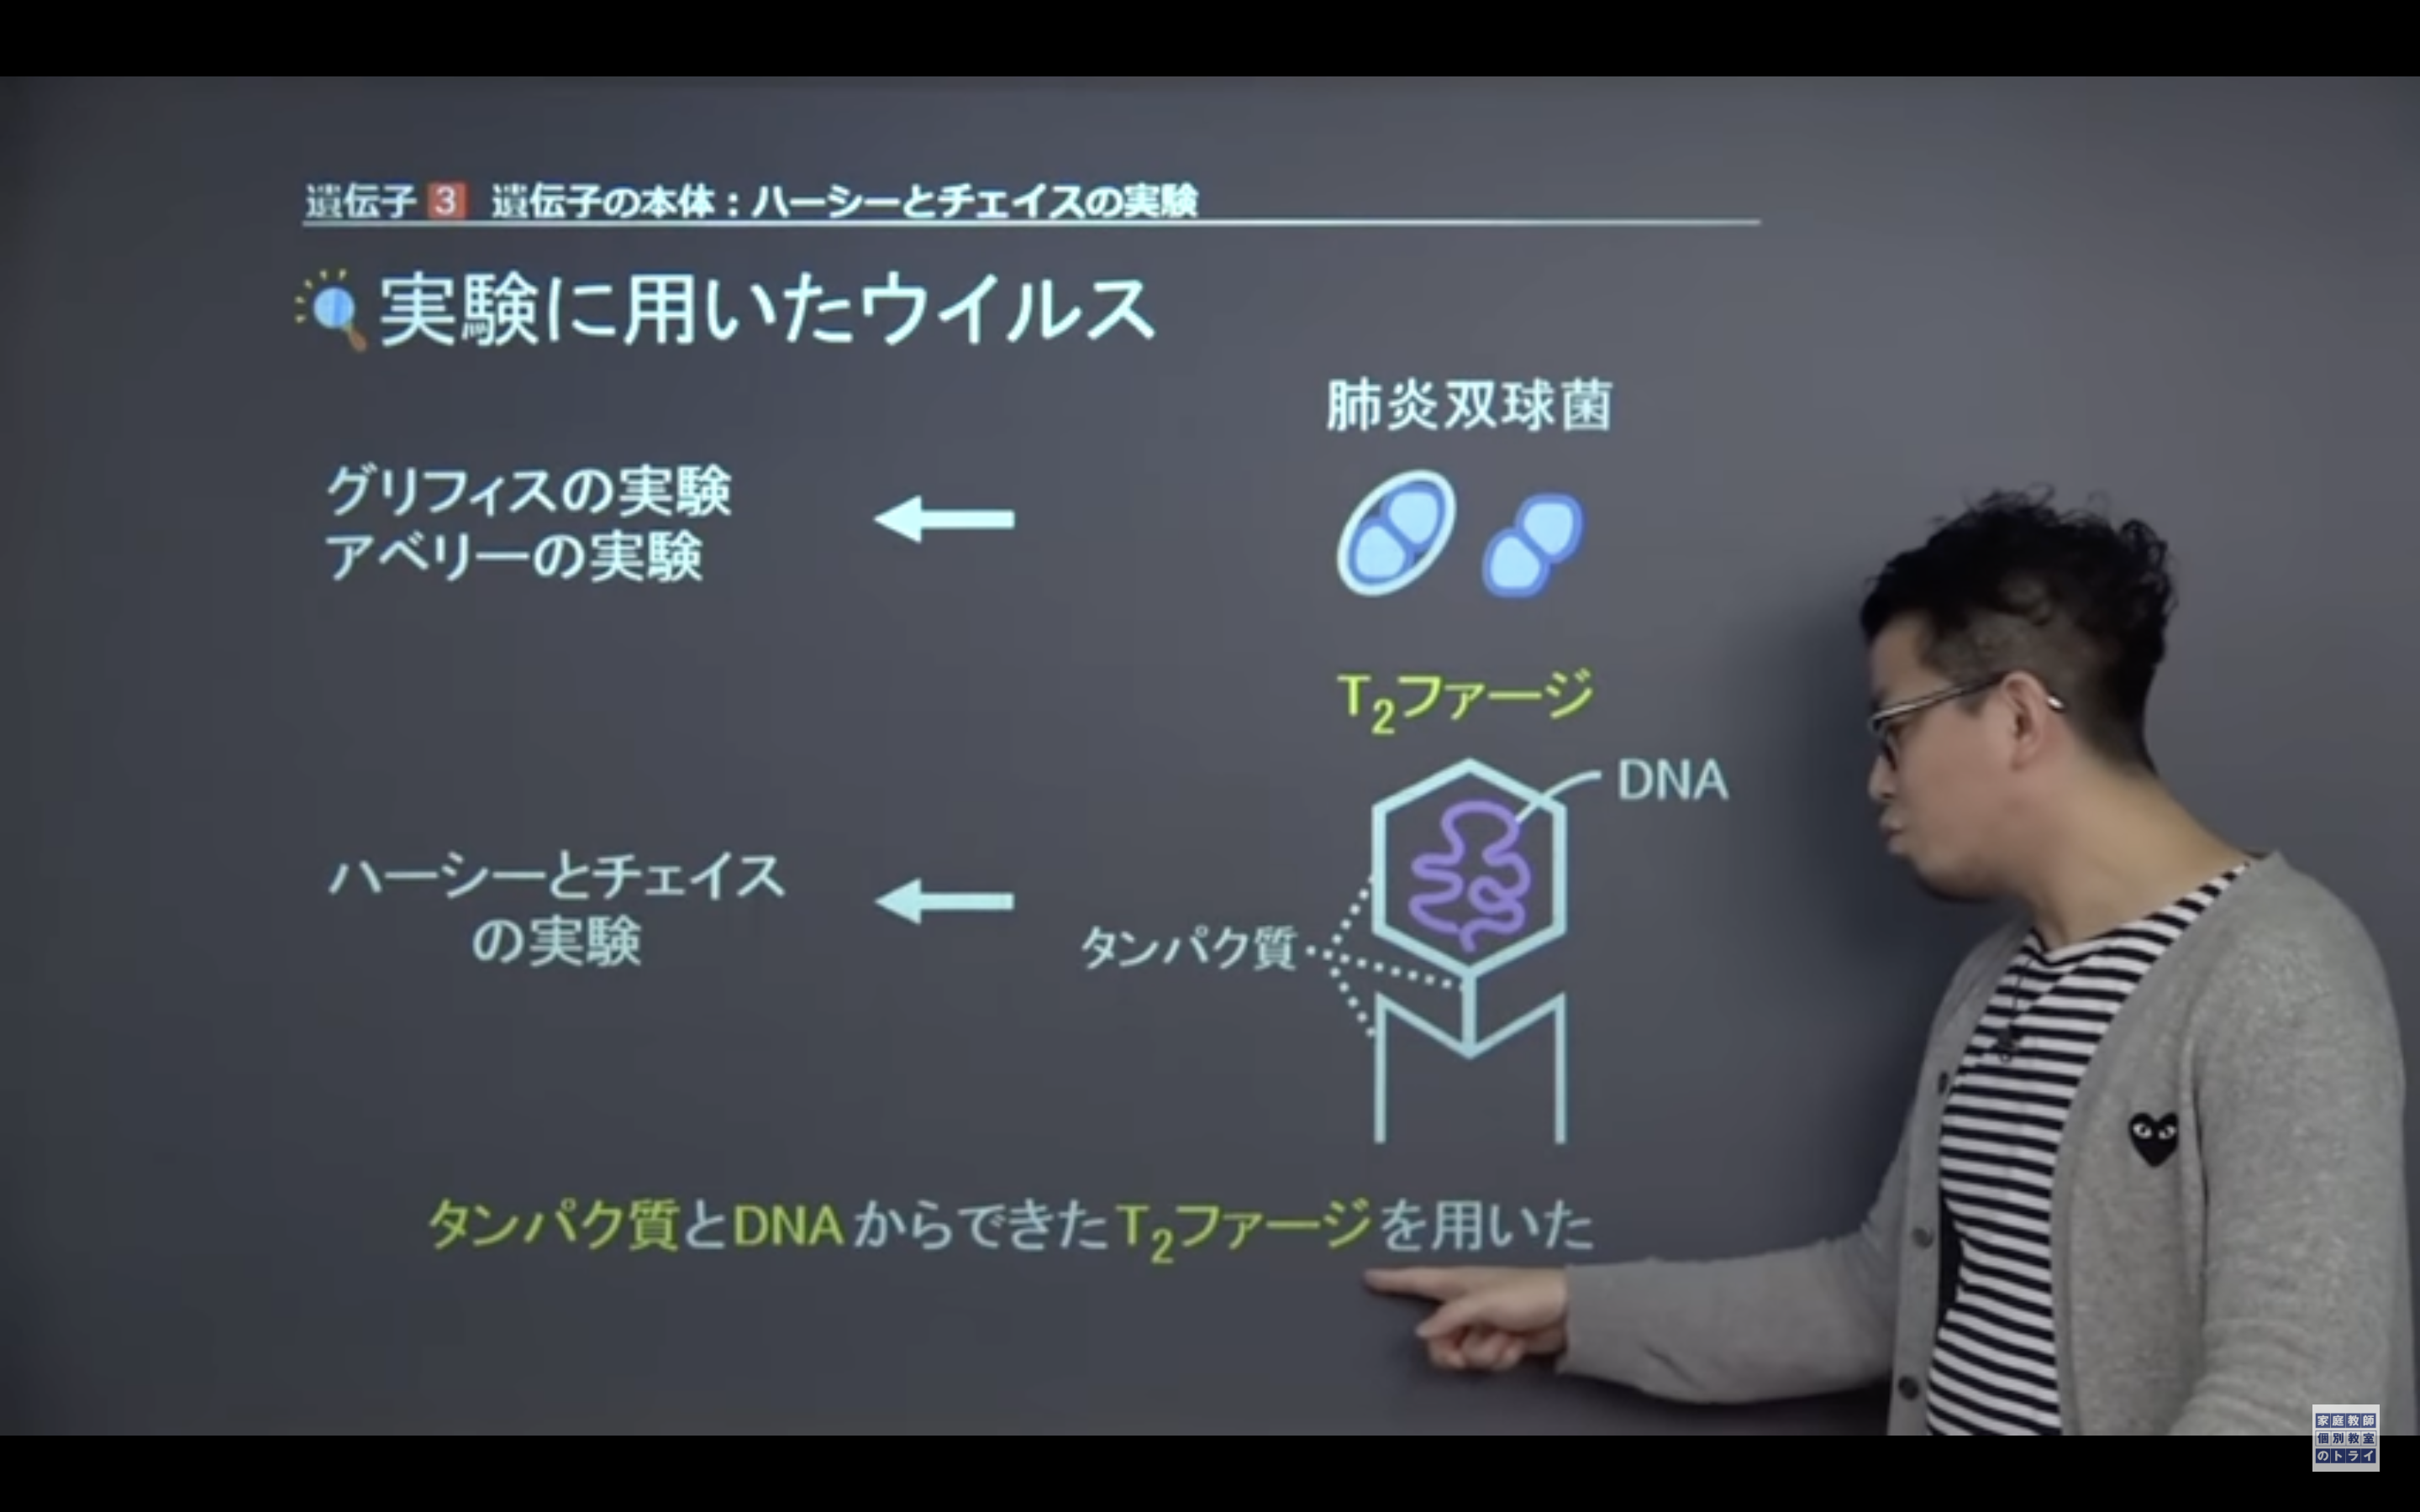 遺伝子 3 遺伝子の本体：ハーシーとチェイスの実験
実験に用いたウイルス
肺炎双球菌
グリフィスの実験
アベリーの実験
T₂ファージ
DNA
ハーシーとチェイス
の実験
タンパク質
タンパク質とDNAからできたT₂ファージを用いた
家庭教師
個別教室
のトライ